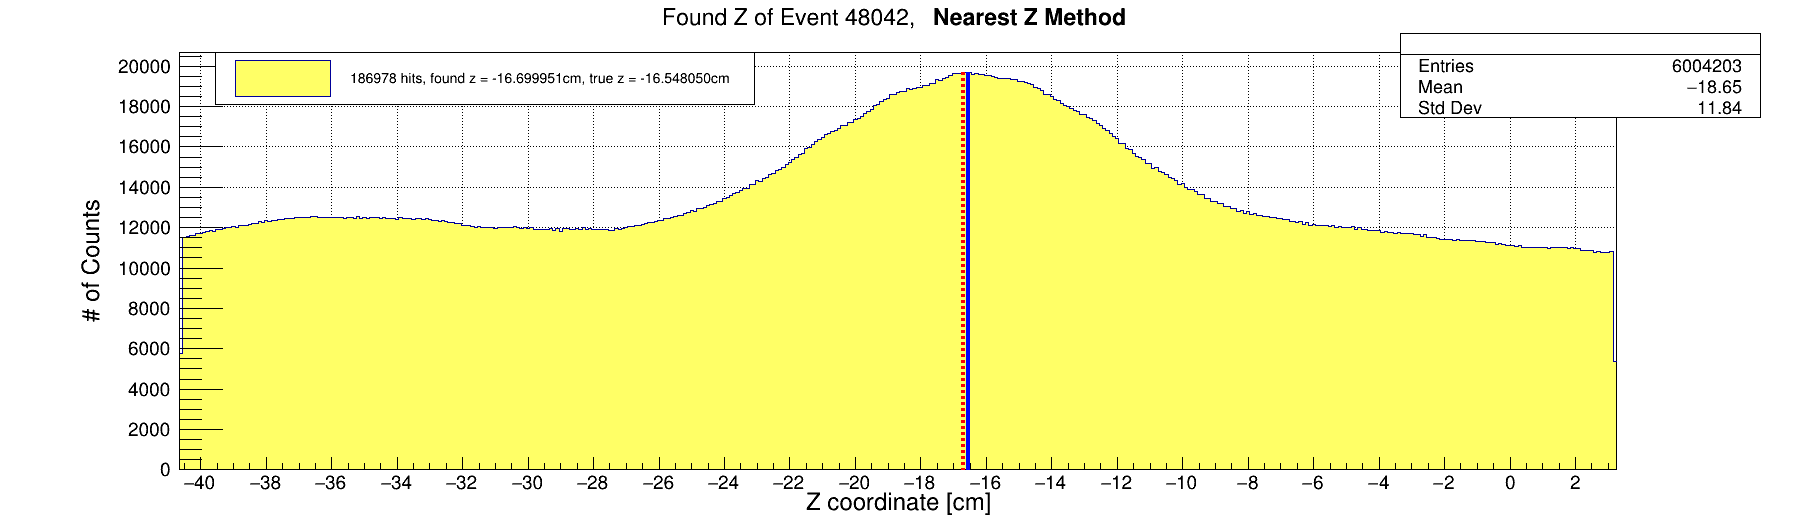 Found Z of Event 48042, Nearest Z Method
186978 hits, found z = -16.699951cm, true z = -16.548050cm
Entries 6004203
Mean −18.65
Std Dev 11.84
# of Counts
20000
18000
16000
14000
12000
10000
8000
6000
4000
2000
0
−40 −38 −36 −34 −32 −30 −28 −26 −24 −22 −20 −18 −16 −14 −12 −10 −8 −6 −4 −2 0 2
Z coordinate [cm]